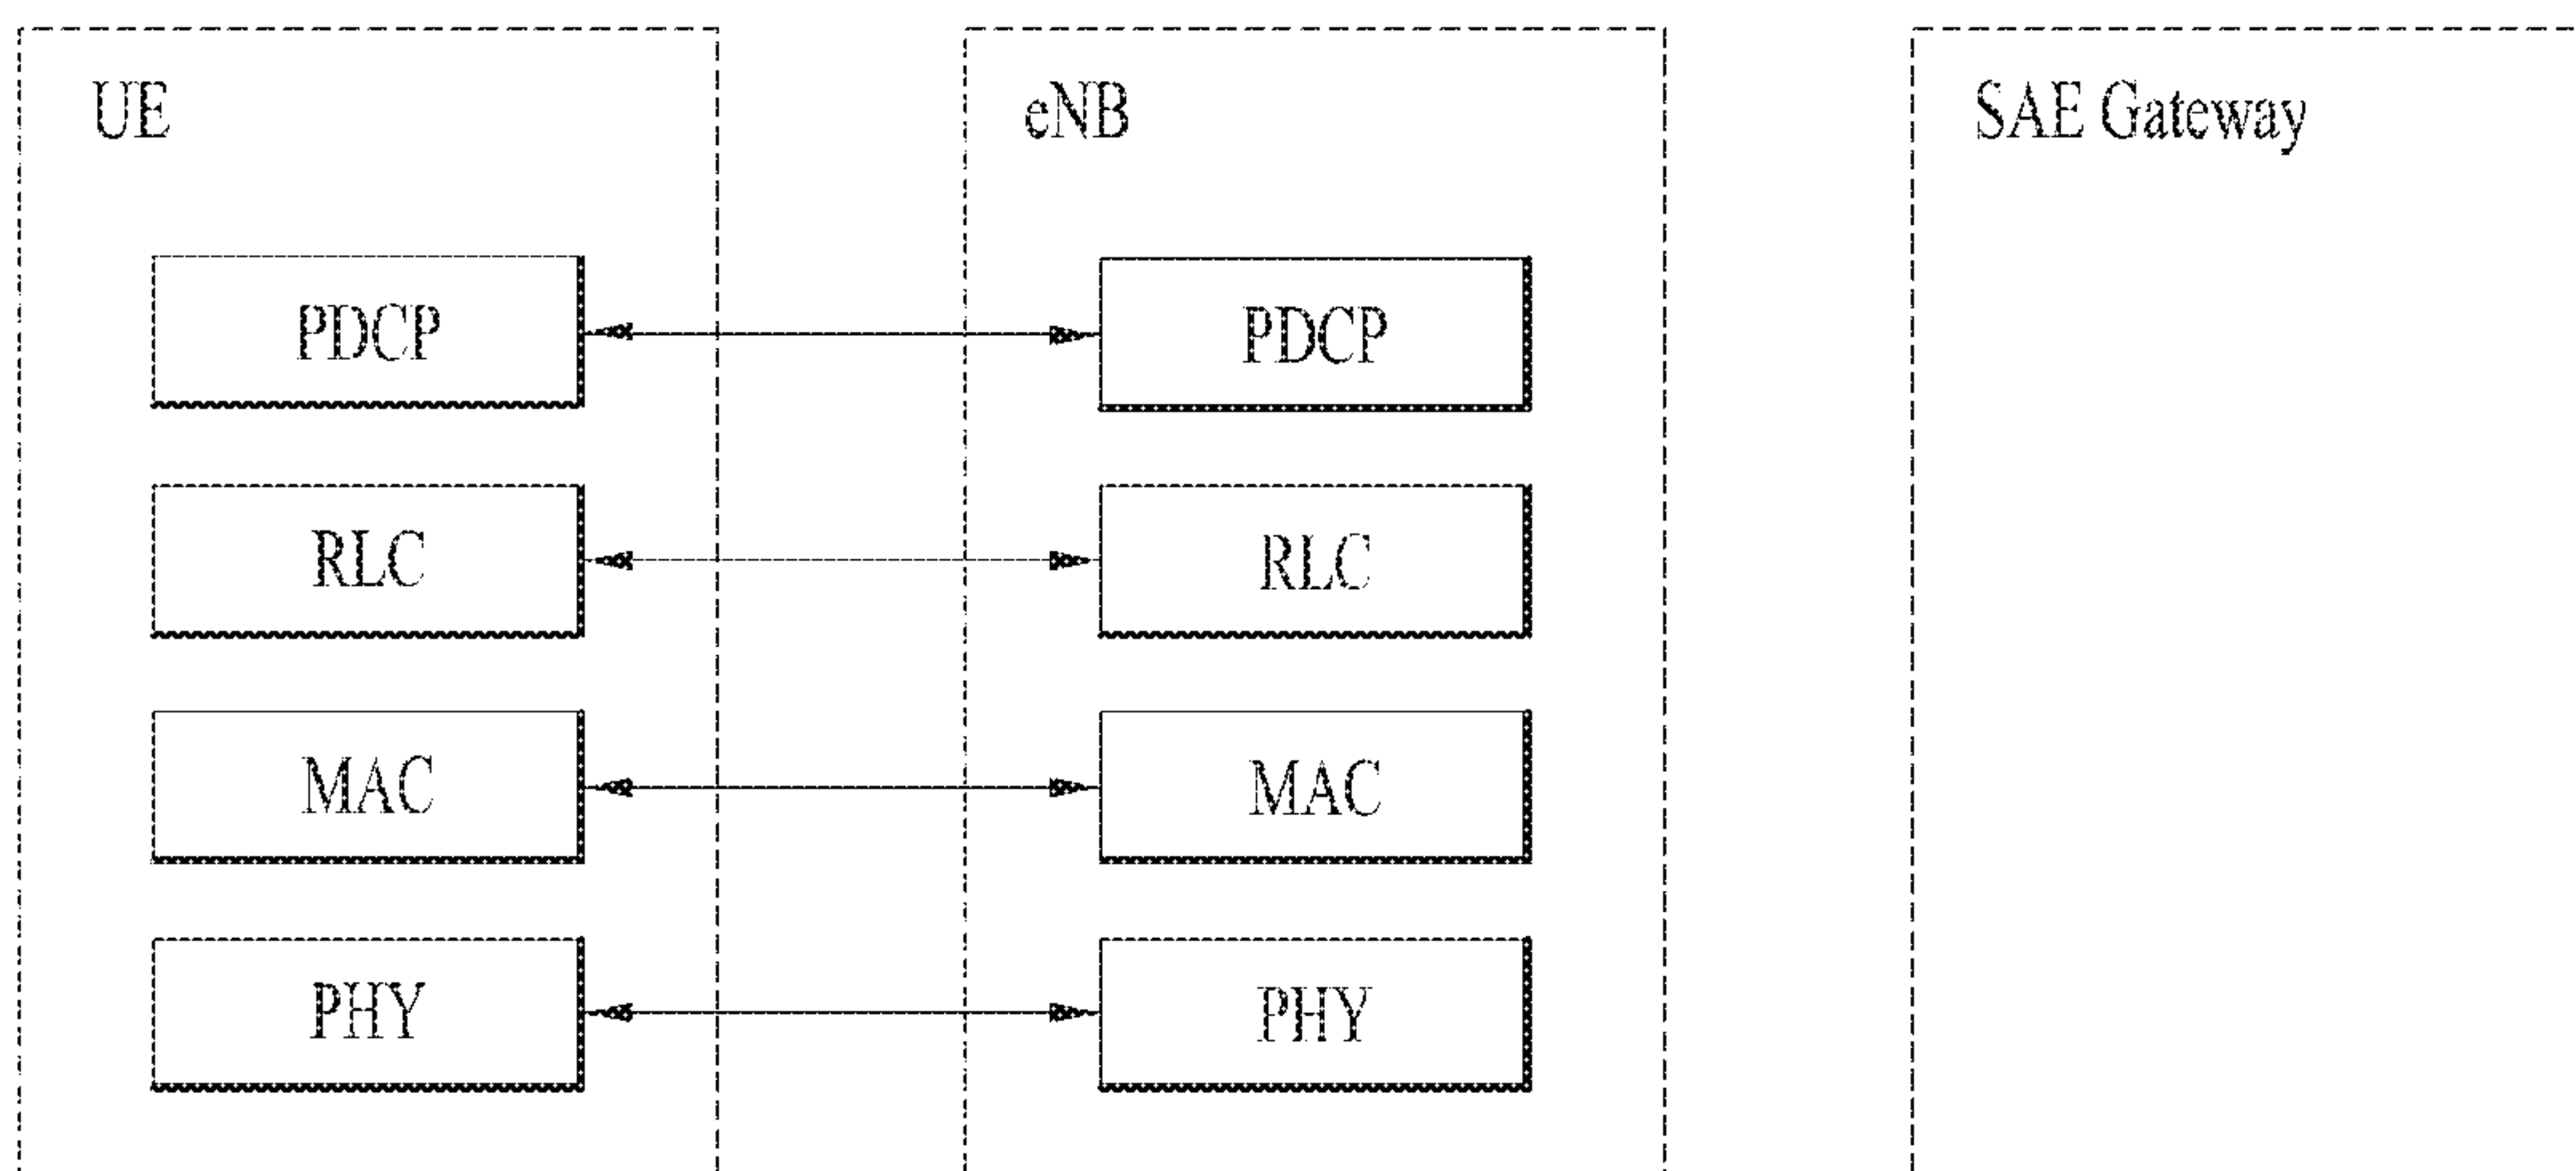 UE eNB SAE Gateway
PDCP PDCP
RLC RLC
MAC MAC
PHY PHY